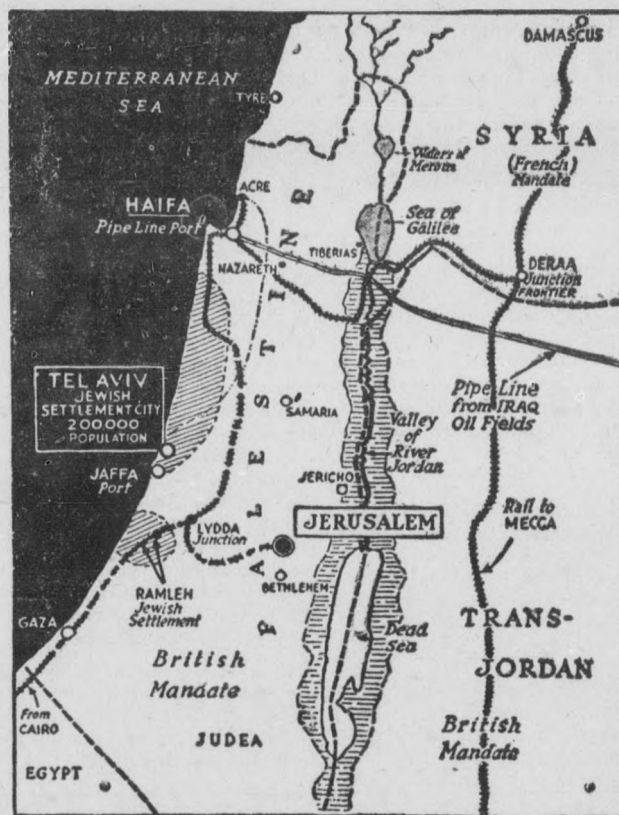 DAMASCUS
MEDITERRANEAN
SEA
TYRE
SYRIA
(French)
Mandate
Waters of
Merom
ACRE
HAIFA
Pipe Line Port
Sea of
Galilee
TIBERIAS
NAZARETH
DERAA
Junction
FRONTIER
PALESTINE
TEL AVIV
JEWISH
SETTLEMENT CITY
200,000
POPULATION
SAMARIA
Pipe Line
from IRAQ
Oil Fields
Valley
of
River
Jordan
JAFFA
Port
JERICHO
Rail to
MECCA
LYDDA
Junction
JERUSALEM
RAMLEH
Jewish
Settlement
BETHLEHEM
GAZA
Dead
Sea
TRANS-
JORDAN
British
Mandate
From
CAIRO
JUDEA
British
Mandate
EGYPT